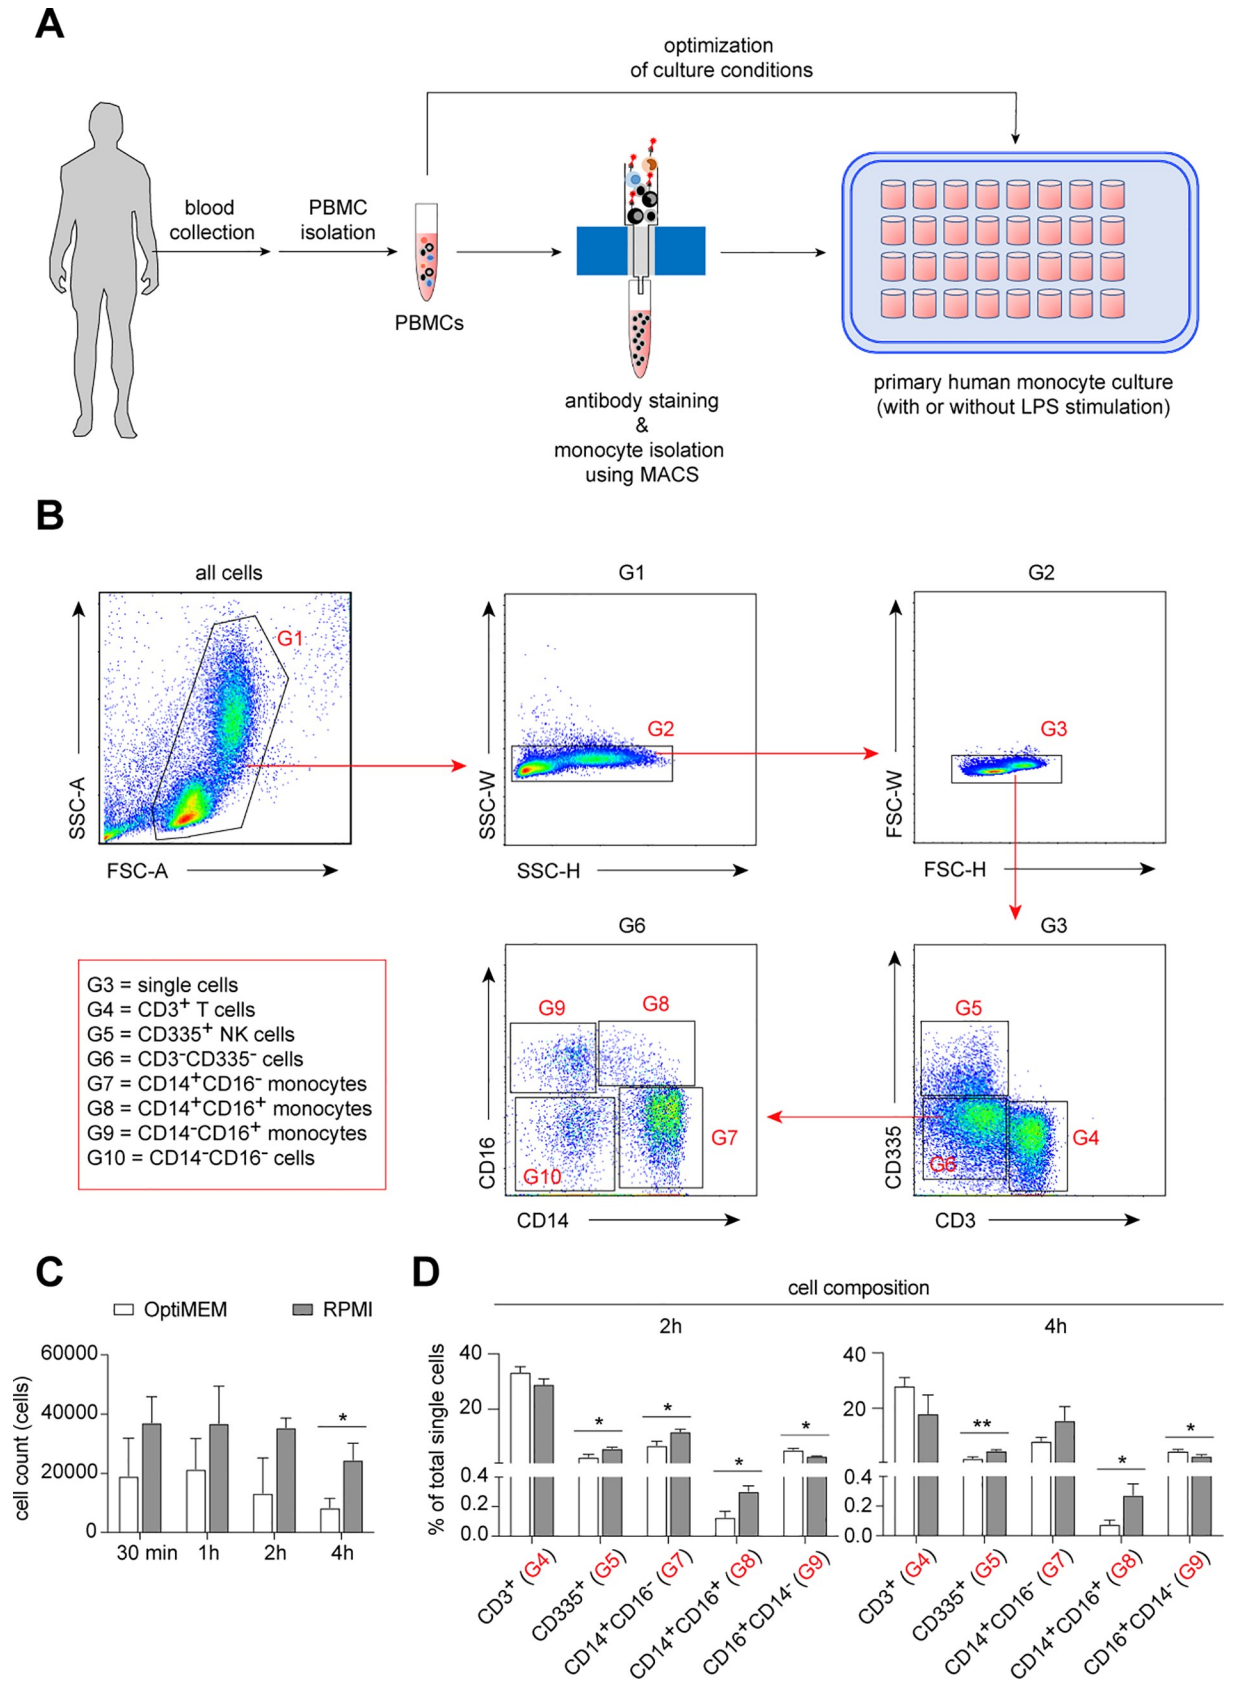 A
optimization
of culture conditions
blood
collection
PBMC
isolation
PBMCs
antibody staining
&
monocyte isolation
using MACS
primary human monocyte culture
(with or without LPS stimulation)
B
all cells
G1
G2
G1
G2
G3
SSC-A
SSC-W
FSC-W
FSC-A
SSC-H
FSC-H
G6
G3
G3 = single cells
G4 = CD3⁺ T cells
G5 = CD335⁺ NK cells
G6 = CD3⁻CD335⁻ cells
G7 = CD14⁺CD16⁻ monocytes
G8 = CD14⁺CD16⁺ monocytes
G9 = CD14⁻CD16⁺ monocytes
G10 = CD14⁻CD16⁻ cells
G9
G8
G7
G10
CD16
CD14
G5
G4
G6
CD335
CD3
C
OptiMEM
RPMI
cell count (cells)
60000
40000
20000
0
*
30 min
1h
2h
4h
D
cell composition
2h
4h
% of total single cells
40
20
0.4
0.2
0.0
*
*
*
*
CD3⁺ (G4)
CD335⁺ (G5)
CD14⁺CD16⁻ (G7)
CD14⁺CD16⁺ (G8)
CD16⁺CD14⁻ (G9)
40
20
0.4
0.2
0.0
**
*
*
CD3⁺ (G4)
CD335⁺ (G5)
CD14⁺CD16⁻ (G7)
CD14⁺CD16⁺ (G8)
CD16⁺CD14⁻ (G9)